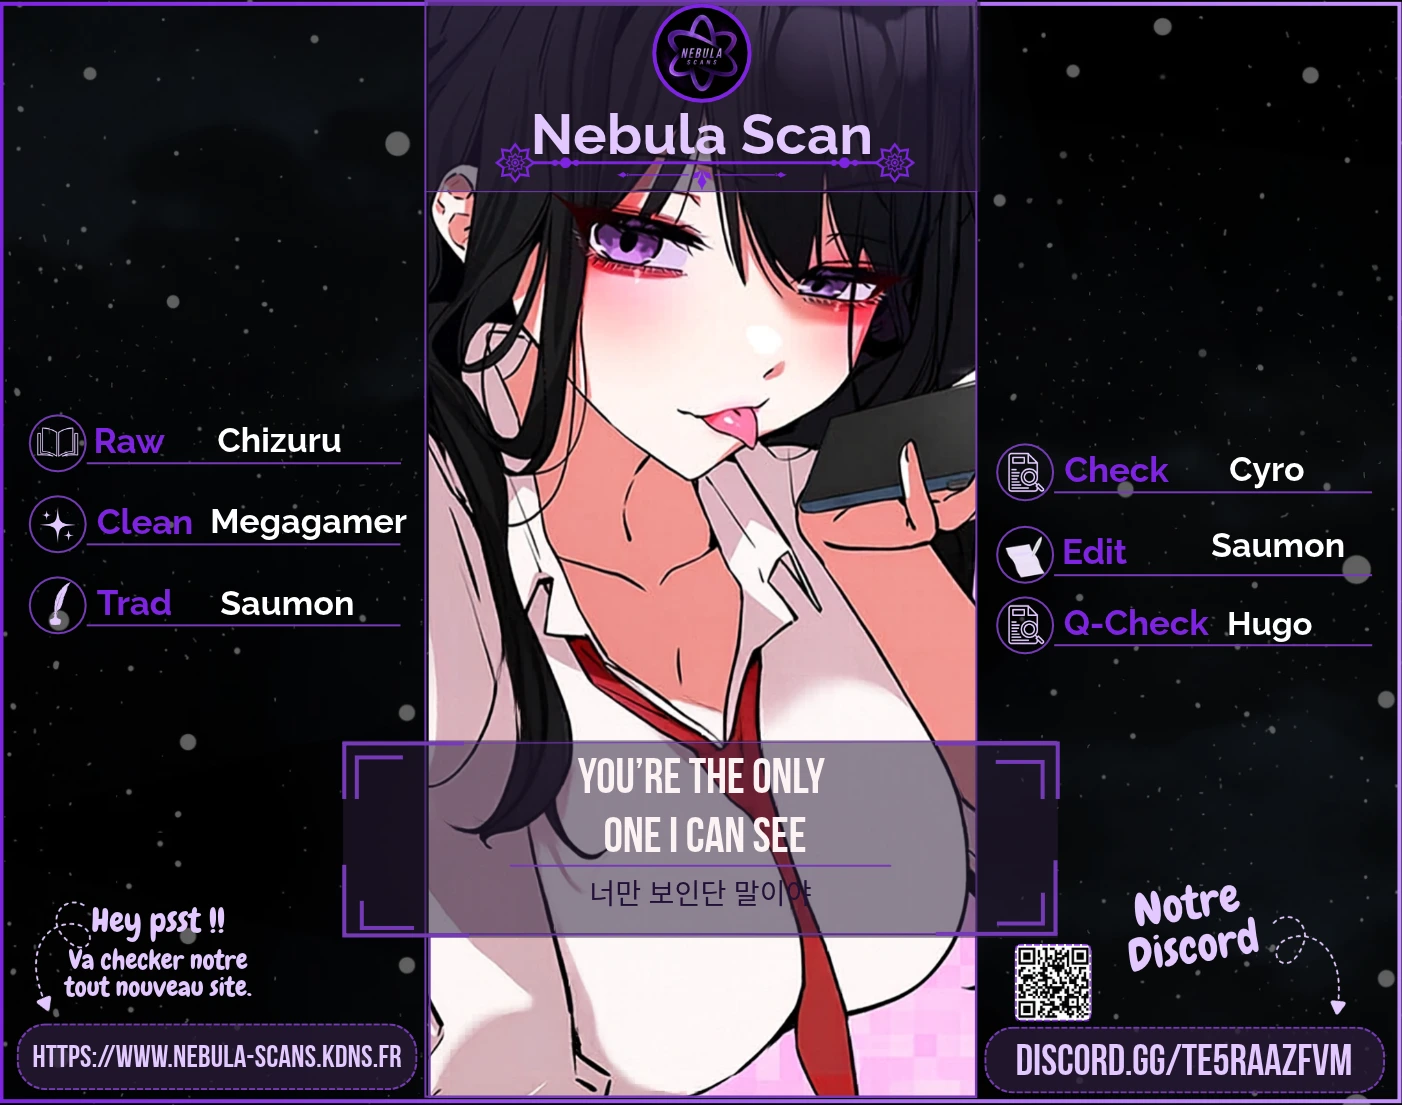 NEBULA
SCANS
Nebula Scan
Raw Chizuru
Clean Megagamer
Trad Saumon
Check Cyro
Edit Saumon
Q-Check Hugo
YOU'RE THE ONLY
ONE I CAN SEE
너만 보인단 말이야
Hey psst !!
Va checker notre
tout nouveau site.
HTTPS://WWW.NEBULA-SCANS.KDNS.FR
Notre
Discord
DISCORD.GG/TE5RAAZFVM